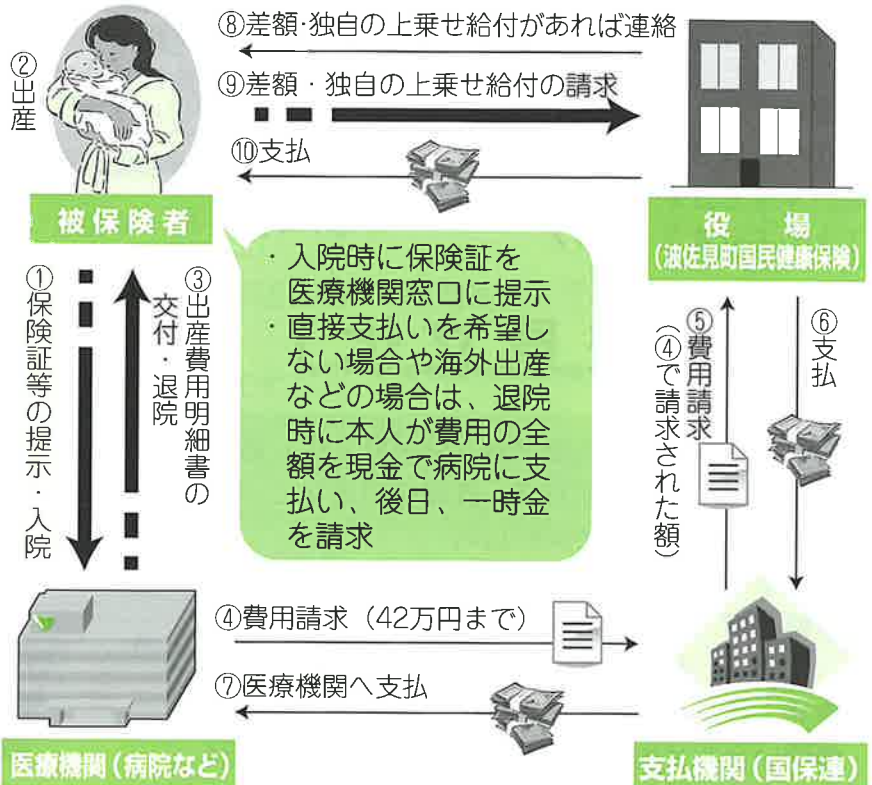 ⑧差額・独自の上乗せ給付があれば連絡
②出産
⑨差額・独自の上乗せ給付の請求
⑩支払
被保険者
役場
(波佐見町国民健康保険)
①保険証等の提示・入院
③出産費用明細書の
交付・退院
・入院時に保険証を
医療機関窓口に提示
・直接支払いを希望し
ない場合や海外出産
などの場合は、退院
時に本人が費用の全
額を現金で病院に支
払い、後日、一時金
を請求
⑤費用請求
(④で請求された額)
⑥支払
④費用請求（42万円まで）
⑦医療機関へ支払
医療機関(病院など)
支払機関(国保連)